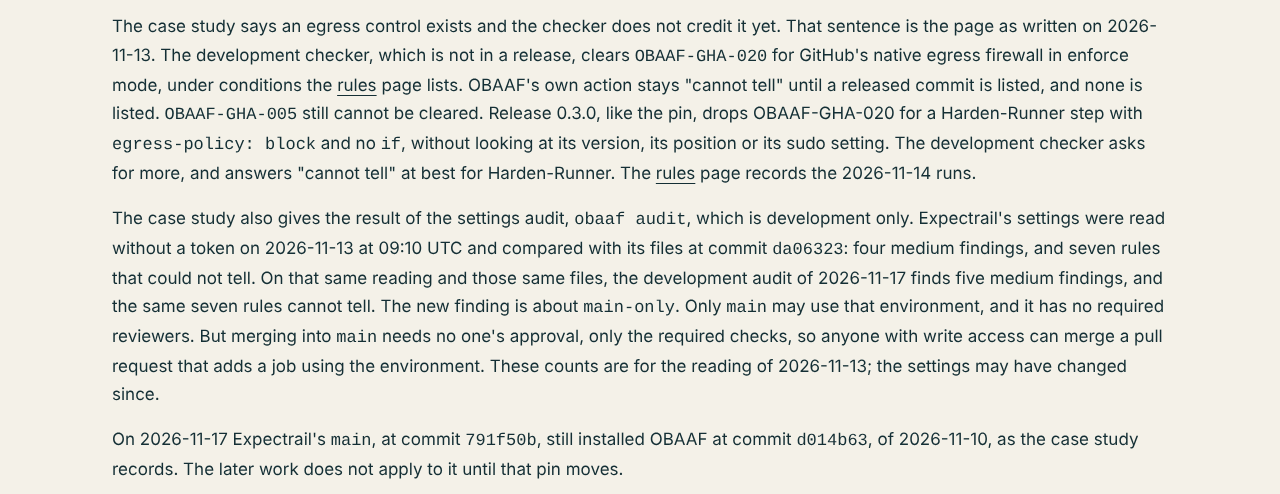 The case study says an egress control exists and the checker does not credit it yet. That sentence is the page as written on 2026-
11-13. The development checker, which is not in a release, clears OBAAF-GHA-020 for GitHub's native egress firewall in enforce
mode, under conditions the rules page lists. OBAAF's own action stays "cannot tell" until a released commit is listed, and none is
listed. OBAAF-GHA-005 still cannot be cleared. Release 0.3.0, like the pin, drops OBAAF-GHA-020 for a Harden-Runner step with
egress-policy: block and no if, without looking at its version, its position or its sudo setting. The development checker asks
for more, and answers "cannot tell" at best for Harden-Runner. The rules page records the 2026-11-14 runs.
The case study also gives the result of the settings audit, obaaf audit, which is development only. Expectrail's settings were read
without a token on 2026-11-13 at 09:10 UTC and compared with its files at commit da06323: four medium findings, and seven rules
that could not tell. On that same reading and those same files, the development audit of 2026-11-17 finds five medium findings, and
the same seven rules cannot tell. The new finding is about main-only. Only main may use that environment, and it has no required
reviewers. But merging into main needs no one's approval, only the required checks, so anyone with write access can merge a pull
request that adds a job using the environment. These counts are for the reading of 2026-11-13; the settings may have changed
since.
On 2026-11-17 Expectrail's main, at commit 791f50b, still installed OBAAF at commit d014b63, of 2026-11-10, as the case study
records. The later work does not apply to it until that pin moves.